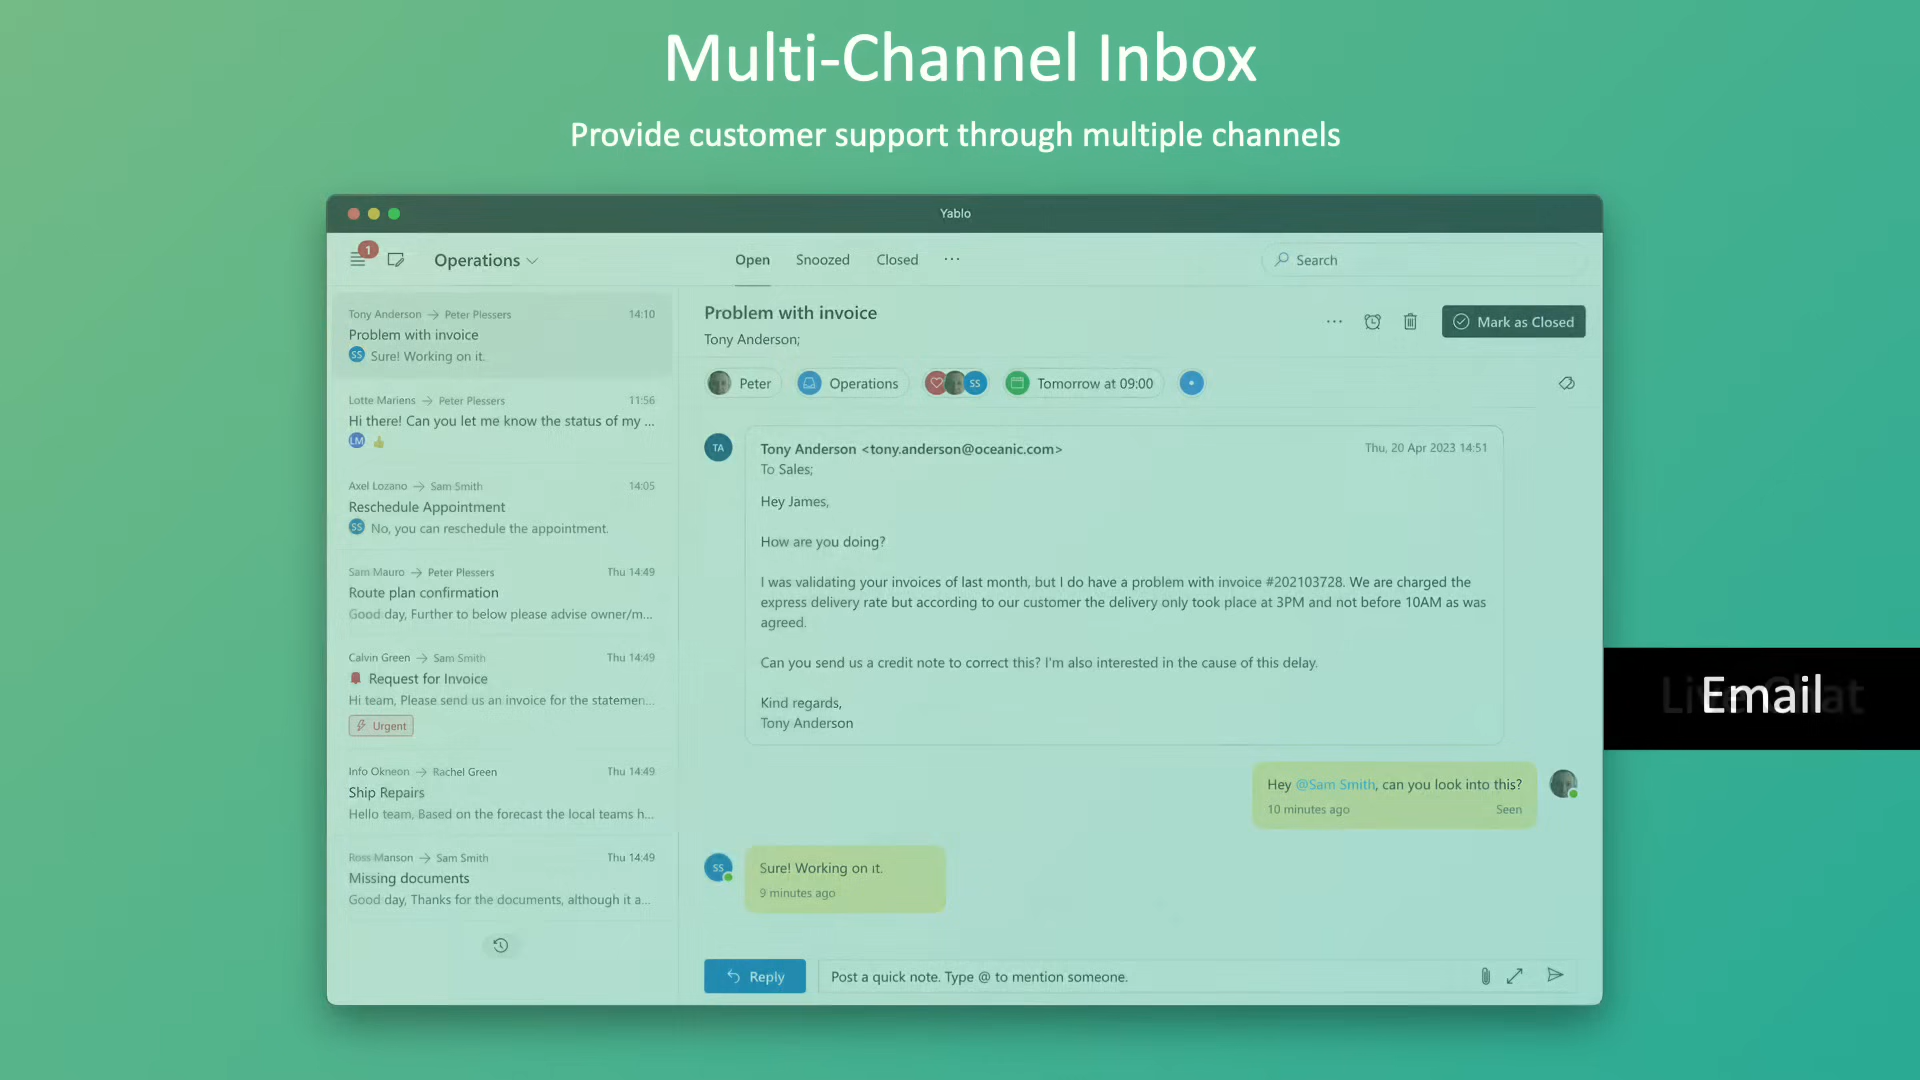 Multi-Channel Inbox
Provide customer support through multiple channels
Yablo
1
Operations
Open Snoozed Closed ...
Search
Tony Anderson → Peter Plessers 14:10
Problem with invoice
SS Sure! Working on it.
Lotte Mariens → Peter Plessers 11:56
Hi there! Can you let me know the status of my ...
LM
Axel Lozano → Sam Smith 14:05
Reschedule Appointment
SS No, you can reschedule the appointment.
Sam Mauro → Peter Plessers Thu 14:49
Route plan confirmation
Good day, Further to below please advise owner/m...
Calvin Green → Sam Smith Thu 14:49
Request for Invoice
Hi team, Please send us an invoice for the statemen...
Urgent
Info Okneon → Rachel Green Thu 14:49
Ship Repairs
Hello team, Based on the forecast the local teams h...
Ross Manson → Sam Smith Thu 14:49
Missing documents
Good day, Thanks for the documents, although it a...
Problem with invoice
Tony Anderson;
Mark as Closed
Peter
Operations
SS
Tomorrow at 09:00
TA
Tony Anderson <tony.anderson@oceanic.com> Thu, 20 Apr 2023 14:51
To Sales;
Hey James,
How are you doing?
I was validating your invoices of last month, but I do have a problem with invoice #202103728. We are charged the
express delivery rate but according to our customer the delivery only took place at 3PM and not before 10AM as was
agreed.
Can you send us a credit note to correct this? I'm also interested in the cause of this delay.
Kind regards,
Tony Anderson
Hey @Sam Smith, can you look into this?
10 minutes ago Seen
SS
Sure! Working on it.
9 minutes ago
Reply
Post a quick note. Type @ to mention someone.
Email